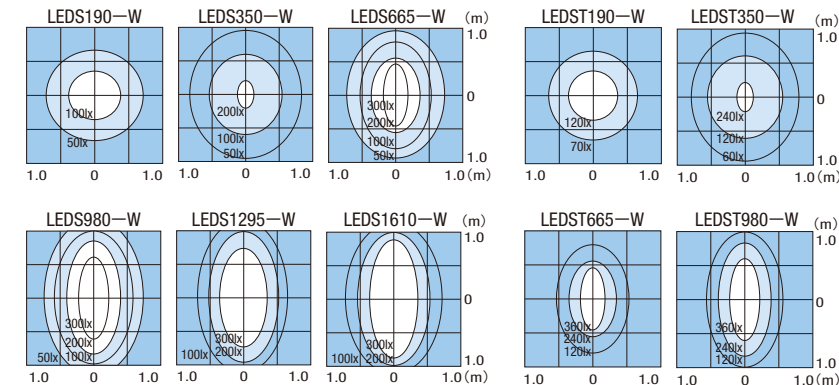 LEDS190－W LEDS350－W LEDS665－W (m) LEDST190－W LEDST350－W (m)
1.0 1.0
100lx 200lx 300lx 120lx 240lx
0 0
200lx
50lx 100lx 100lx 70lx 120lx
50lx 50lx 60lx
1.0 1.0
1.0 0 1.0 1.0 0 1.0 1.0 0 1.0(m) 1.0 0 1.0 1.0 0 1.0(m)
LEDS980－W LEDS1295－W LEDS1610－W (m) LEDST665－W LEDST980－W (m)
1.0 1.0
0 0
300lx 360lx 360lx
200lx 300lx 300lx 240lx 240lx
50lx 100lx 100lx 200lx 100lx 200lx 120lx 120lx
1.0 1.0
1.0 0 1.0 1.0 0 1.0 1.0 0 1.0(m) 1.0 0 1.0 1.0 0 1.0(m)